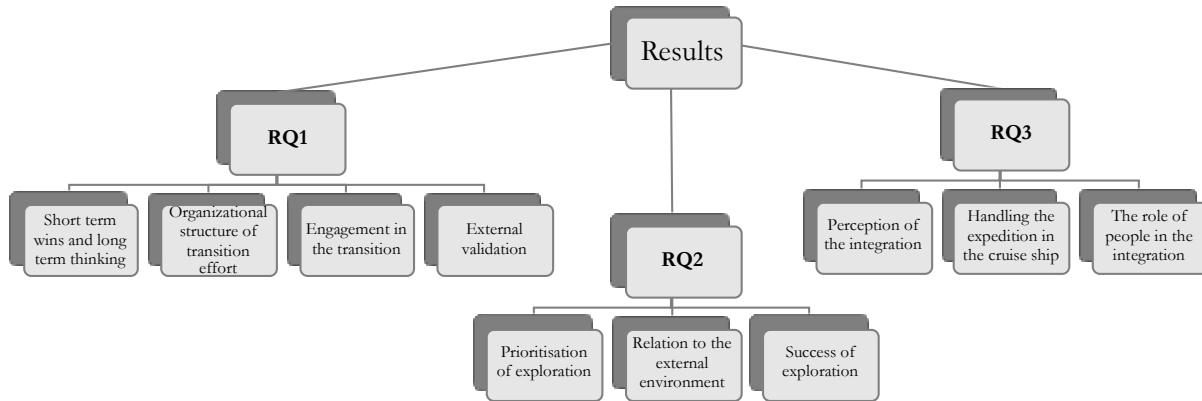 Results
RQ1
RQ3
Short term
wins and long
term thinking
Organizational
structure of
transition
effort
Engagement in
the transition
External
validation
Perception of
the integration
Handling the
expedition in
the cruise ship
The role of
people in the
integration
RQ2
Prioritisation
of exploration
Relation to the
external
environment
Success of
exploration